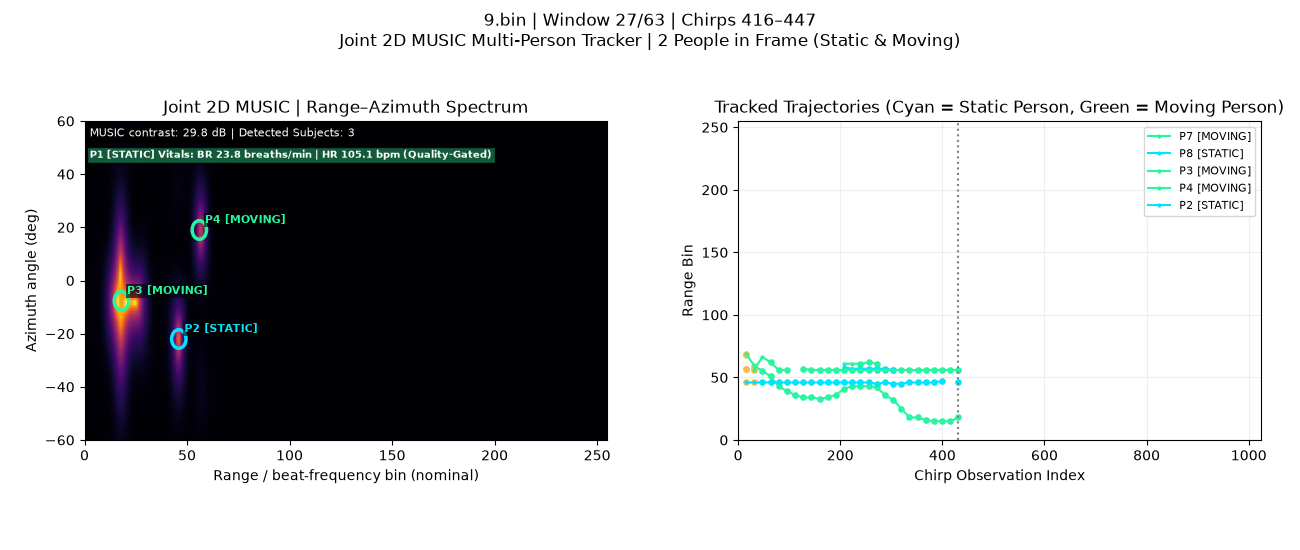 9.bin | Window 27/63 | Chirps 416–447
Joint 2D MUSIC Multi-Person Tracker | 2 People in Frame (Static & Moving)
Joint 2D MUSIC | Range–Azimuth Spectrum
MUSIC contrast: 29.8 dB | Detected Subjects: 3
P1 [STATIC] Vitals: BR 23.8 breaths/min | HR 105.1 bpm (Quality-Gated)
P4 [MOVING]
P3 [MOVING]
P2 [STATIC]
60
40
20
0
−20
−40
−60
Azimuth angle (deg)
0
50
100
150
200
250
Range / beat-frequency bin (nominal)
Tracked Trajectories (Cyan = Static Person, Green = Moving Person)
P7 [MOVING]
P8 [STATIC]
P3 [MOVING]
P4 [MOVING]
P2 [STATIC]
250
200
150
100
50
0
Range Bin
0
200
400
600
800
1000
Chirp Observation Index